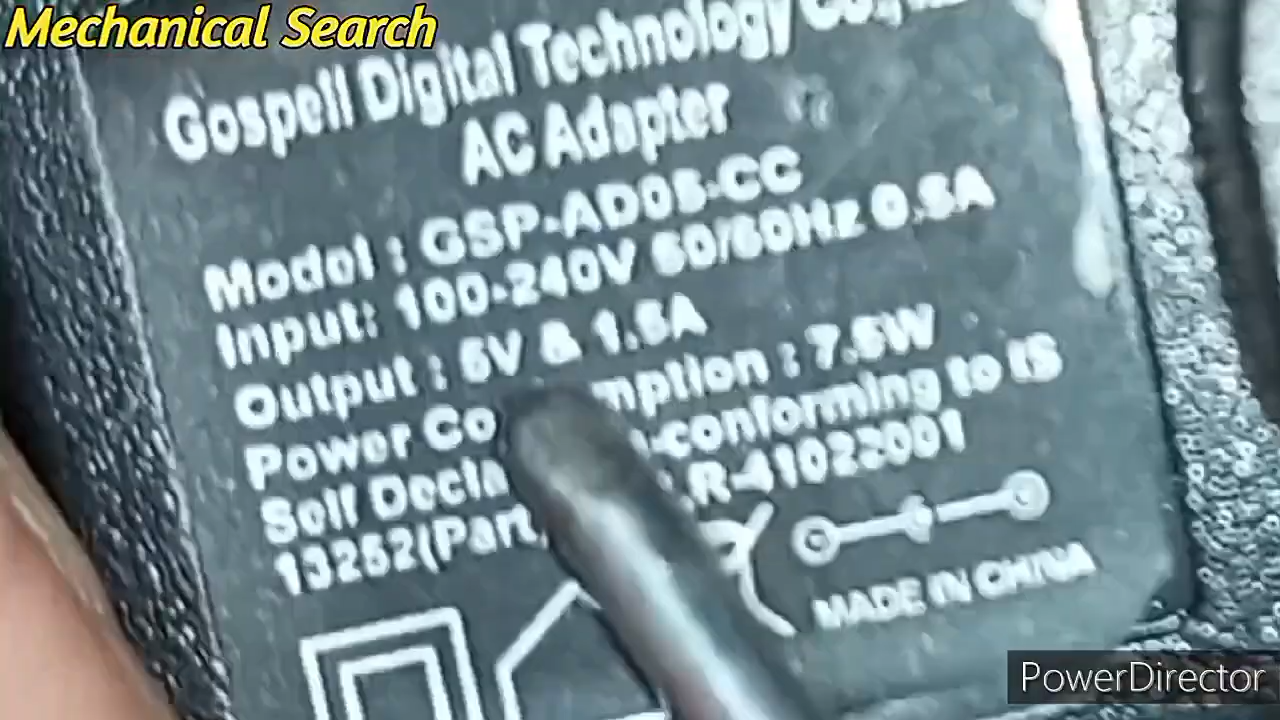 Mechanical Search
Gospell Digital Technology
AC Adapter
Model : GSP-AD05-CC
Input: 100-240V 50/60Hz 0.5A
Output : 5V & 1.5A
Power Co mption : 7.5W
Self Decla -conforming to IS
13252(Part R-41022001
MADE IN CHINA
PowerDirector